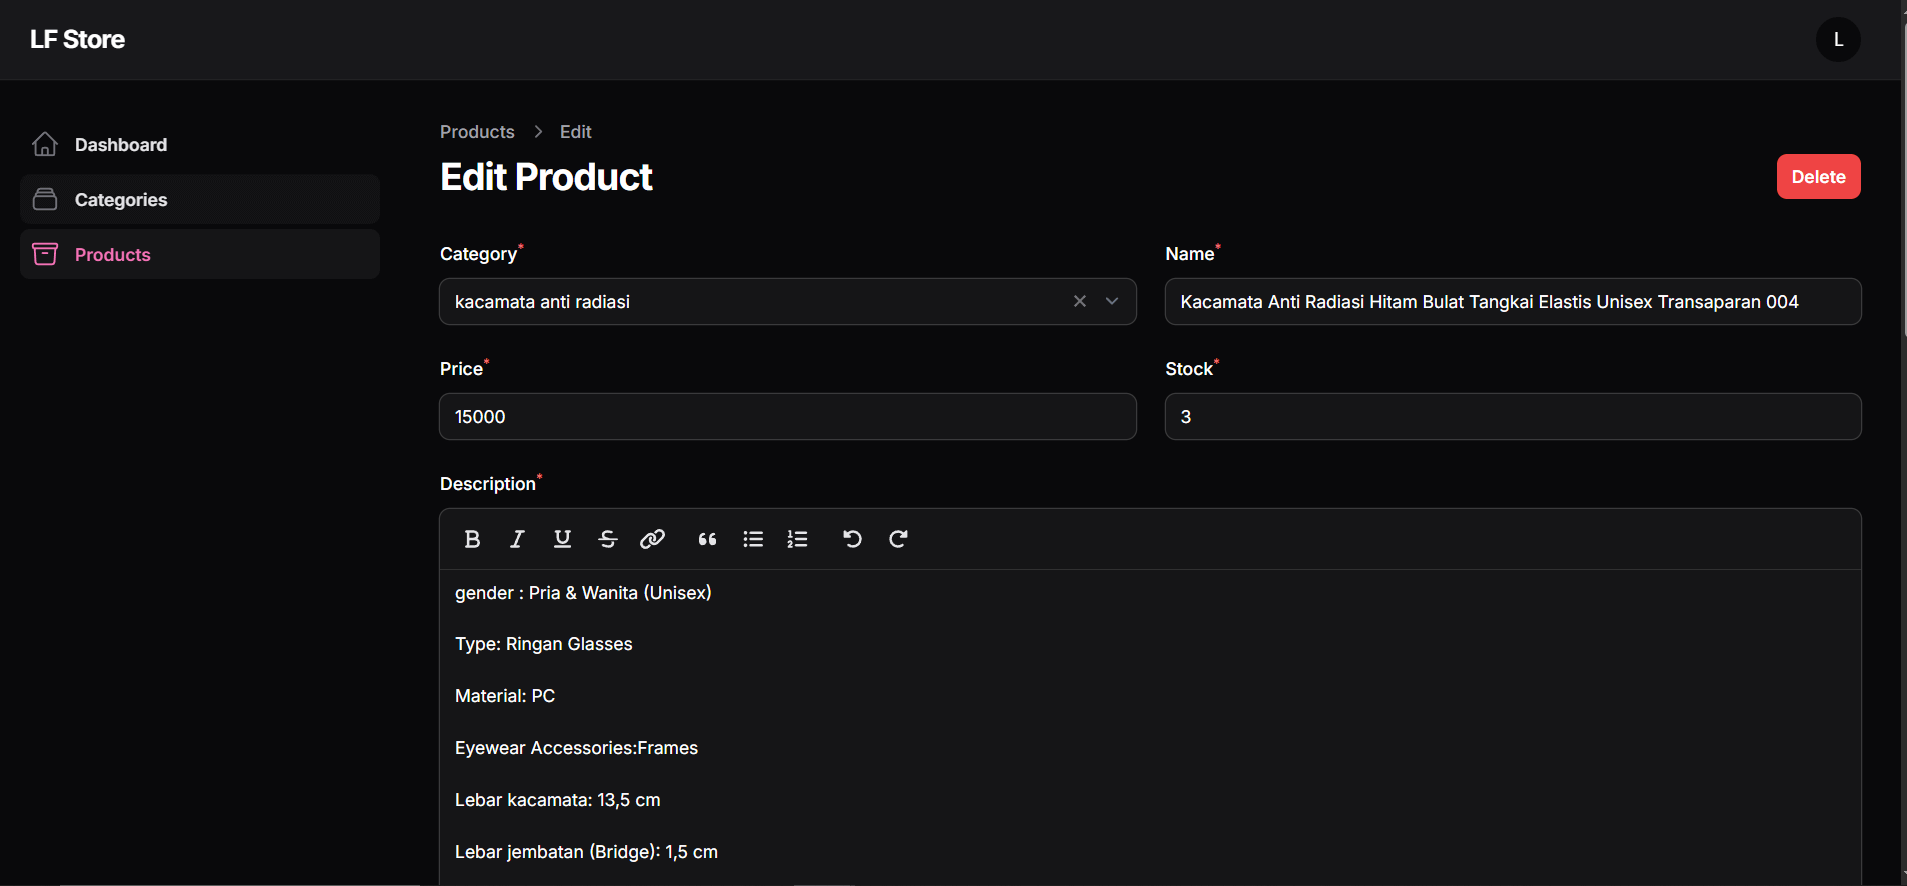 LF Store
L
Dashboard
Categories
Products
Products > Edit
Edit Product
Delete
Category*
Name*
kacamata anti radiasi
Kacamata Anti Radiasi Hitam Bulat Tangkai Elastis Unisex Transaparan 004
Price*
Stock*
15000
3
Description*
gender : Pria & Wanita (Unisex)
Type: Ringan Glasses
Material: PC
Eyewear Accessories:Frames
Lebar kacamata: 13,5 cm
Lebar jembatan (Bridge): 1,5 cm